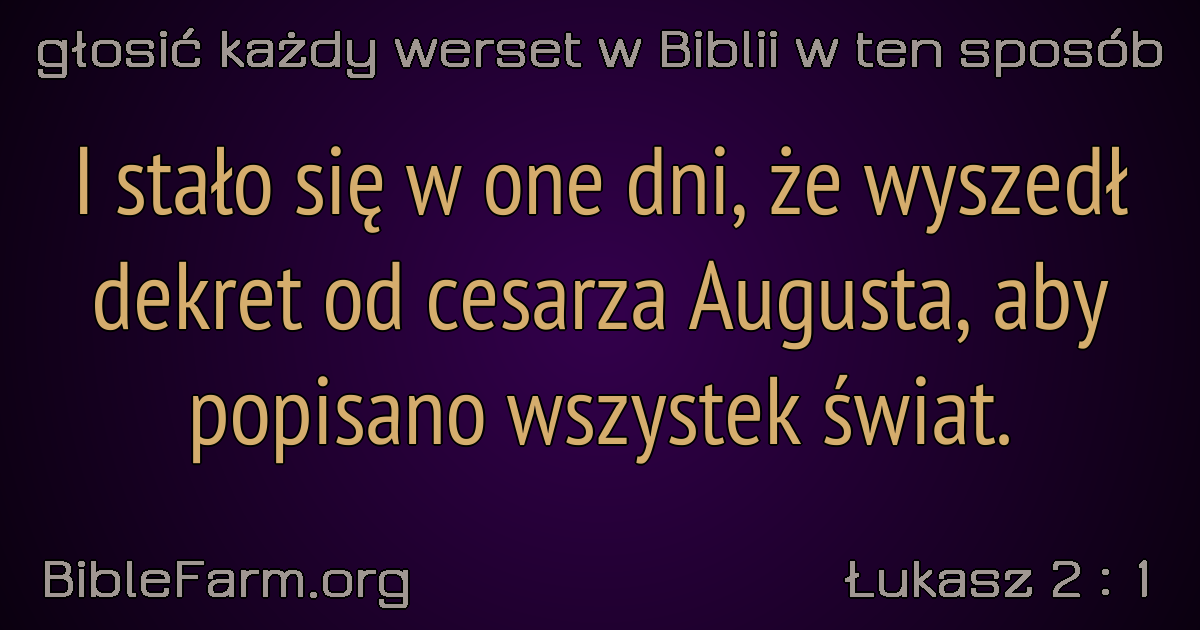 głosić każdy werset w Biblii w ten sposób
I stało się w one dni, że wyszedł
dekret od cesarza Augusta, aby
popisano wszystek świat.
BibleFarm.org
Łukasz 2 : 1